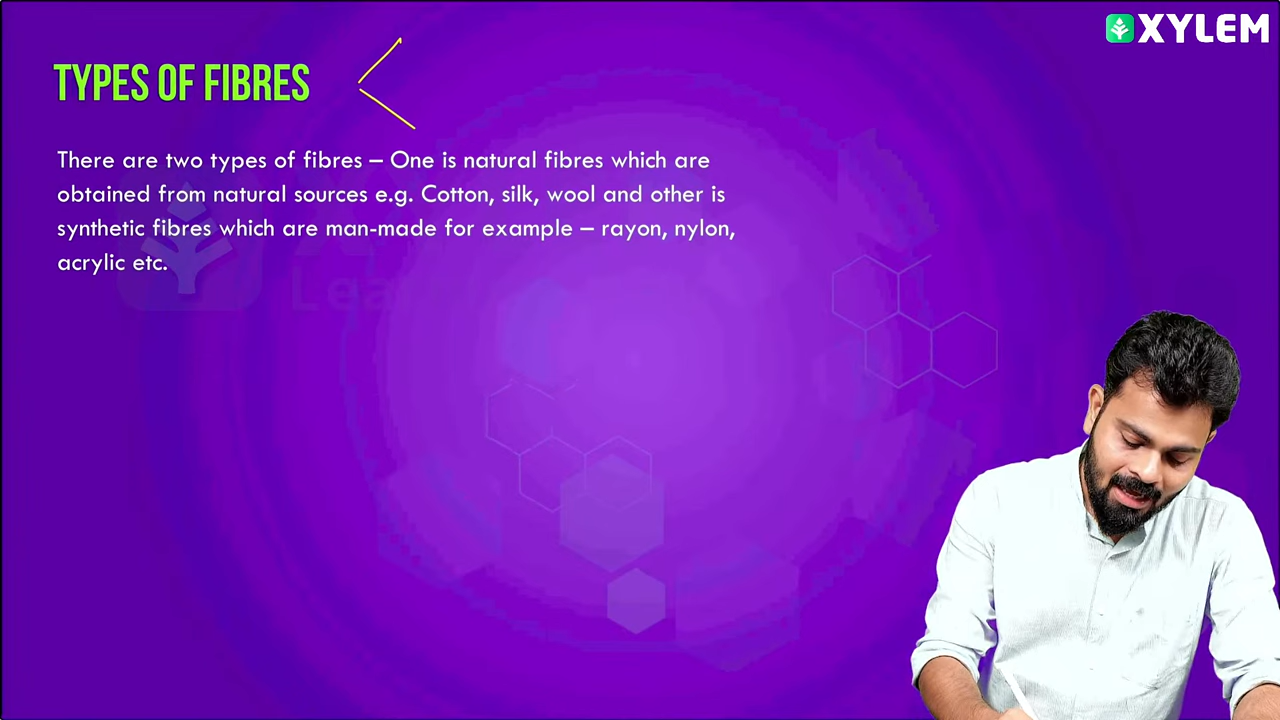 XYLEM
TYPES OF FIBRES
There are two types of fibres – One is natural fibres which are
obtained from natural sources e.g. Cotton, silk, wool and other is
synthetic fibres which are man-made for example – rayon, nylon,
acrylic etc.